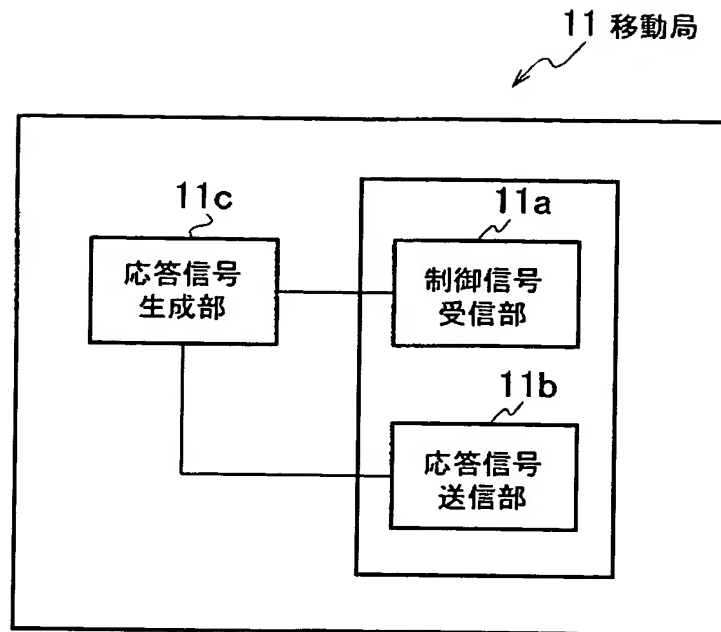 11 移動局
11c
応答信号
生成部
11a
制御信号
受信部
11b
応答信号
送信部